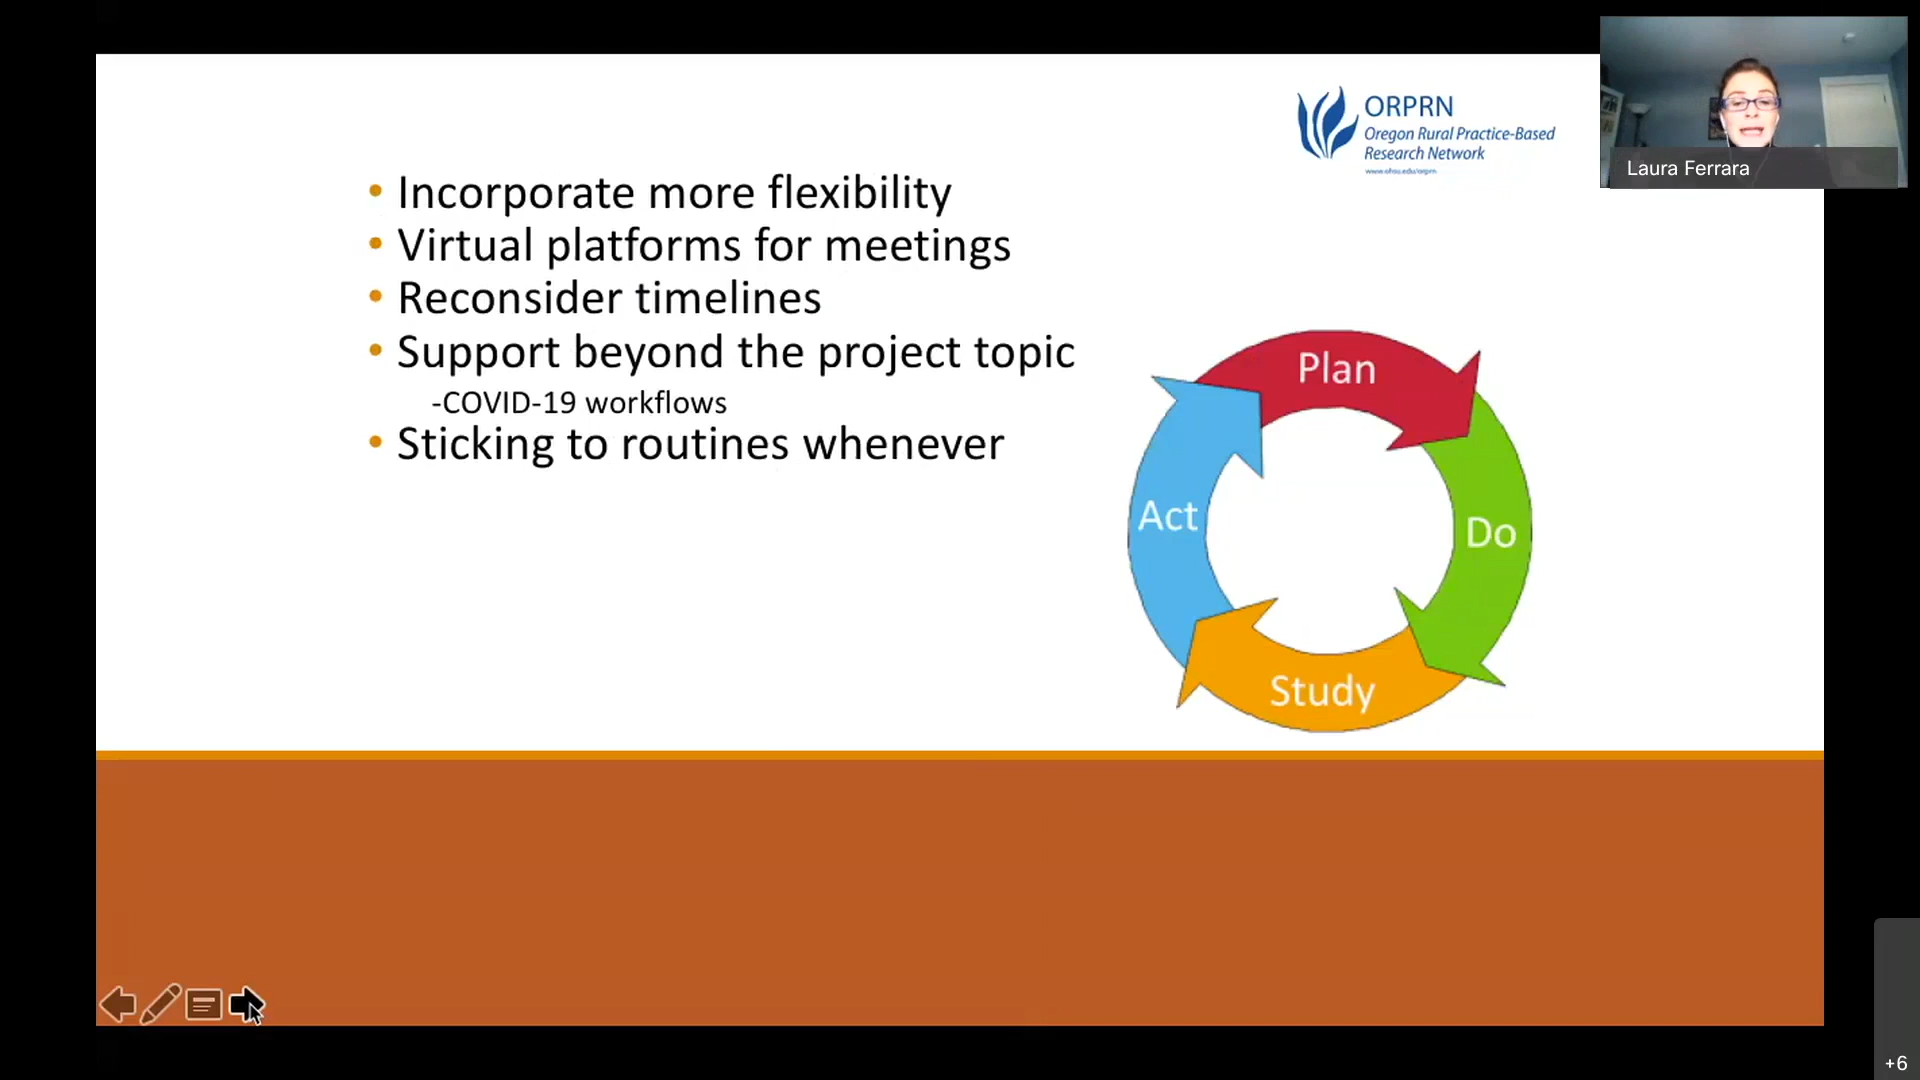 ORPRN
Oregon Rural Practice-Based
Research Network
www.ohsu.edu/orprn
Laura Ferrara
• Incorporate more flexibility
• Virtual platforms for meetings
• Reconsider timelines
• Support beyond the project topic
-COVID-19 workflows
• Sticking to routines whenever
Plan
Do
Study
Act
+6